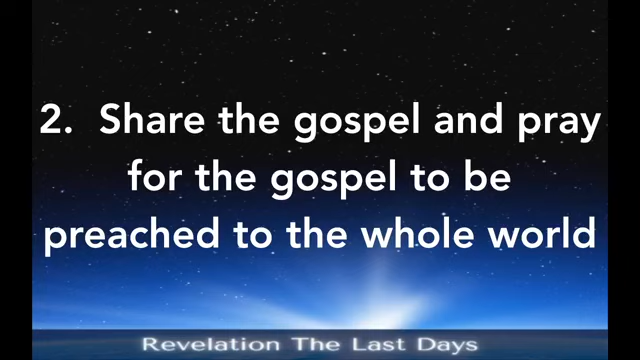 2. Share the gospel and pray
for the gospel to be
preached to the whole world
Revelation The Last Days